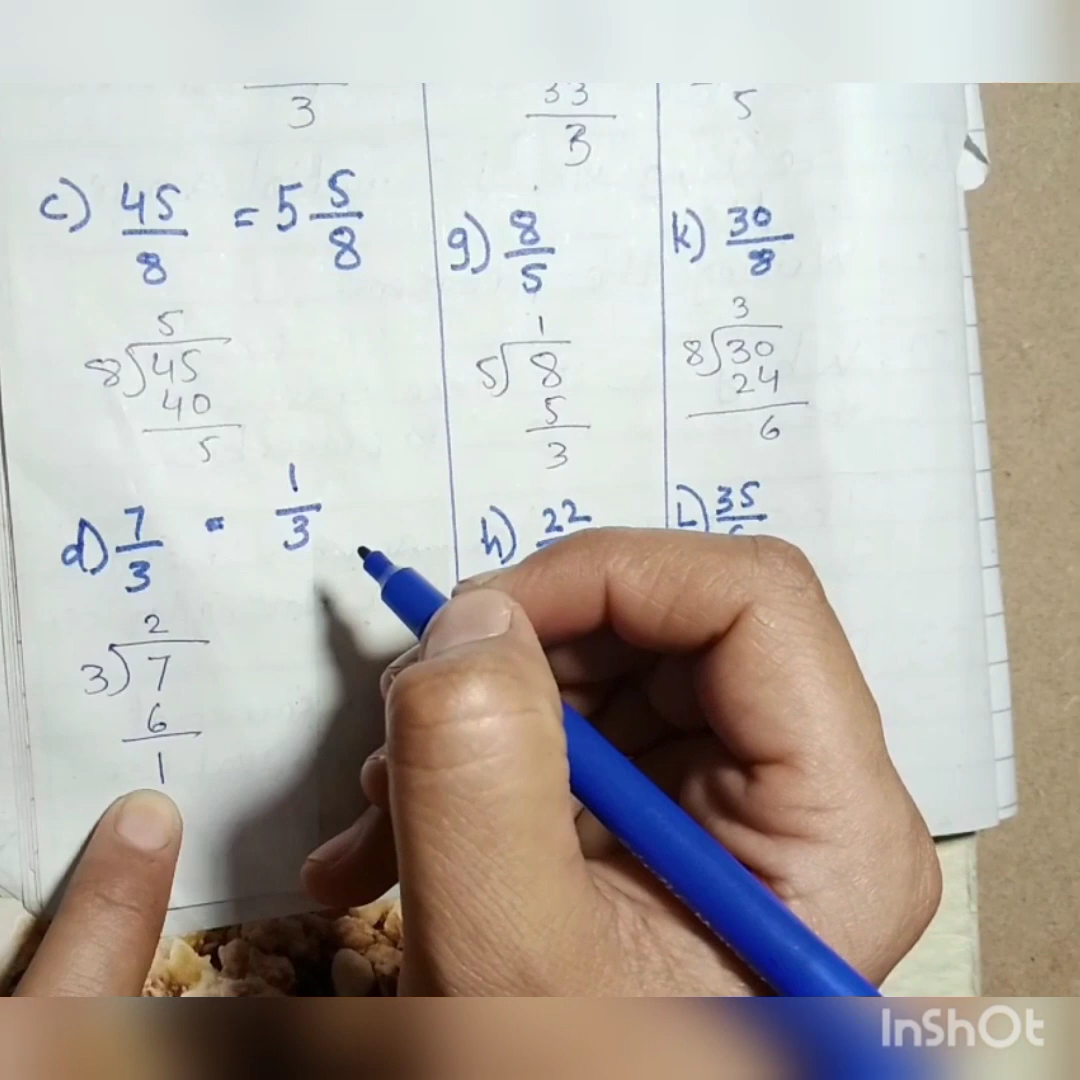 3
c) 45/8 = 5 5/8
5
8)45
40
5
d) 7/3 = 1/3
2
3)7
6
1
33
3
g) 8/5
1
5)8
5
3
h) 22
5
k) 30/8
3
8)30
24
6
L) 35
InShOt